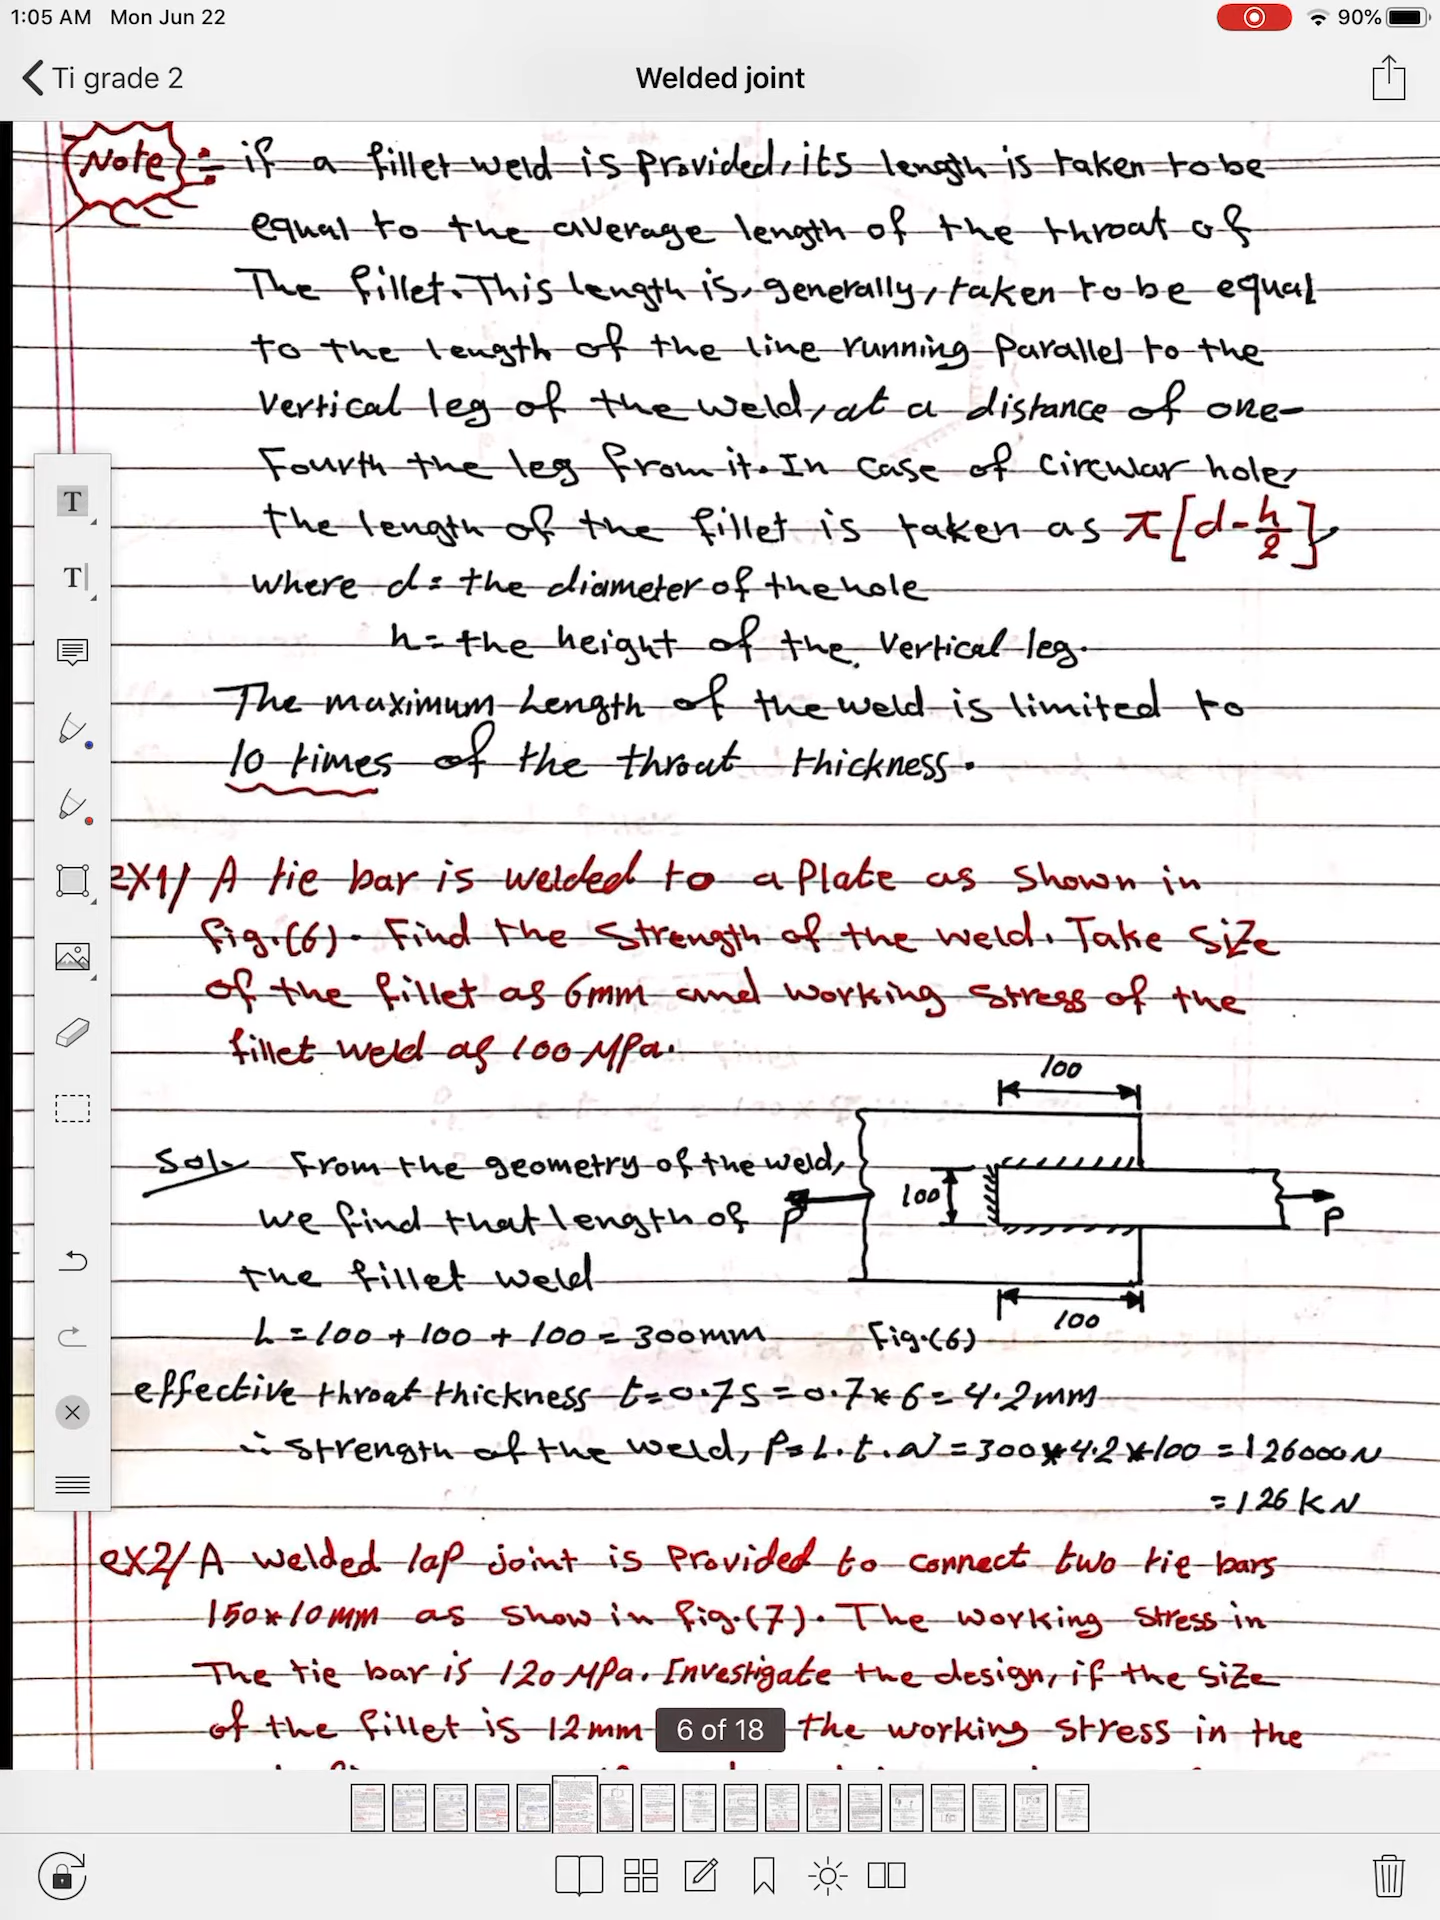 1:05 AM Mon Jun 22
90%
Ti grade 2
Welded joint
Note:- if a fillet weld is Provided, its length is taken to be
equal to the average length of the throat of
The fillet. This length is, generally, taken to be equal
to the length of the line running Parallel to the
Vertical leg of the weld, at a distance of one-
Fourth the leg from it. In case of circular hole,
the length of the fillet is taken as π[d-h/2],
where d = the diameter of the hole
h = the height of the Vertical leg.
The maximum Length of the weld is limited to
10 times of the throat thickness.
ex1/ A tie bar is welded to a Plate as shown in
fig.(6). Find the Strength of the weld. Take SiZe
of the fillet as 6mm and working stress of the
fillet weld as 100 MPa.
100
Sol. From the geometry of the weld,
100
we find that length of
P
P
the fillet weld
100
L = 100 + 100 + 100 = 300mm
Fig.(6)
effective throat thickness t=0.7S = 0.7*6 = 4.2mm
∴ Strength of the weld, P=L.t.σ = 300*4.2*100 = 126000N
= 126 KN
ex2/ A welded lap joint is Provided to connect two tie bars
150*10mm as show in fig.(7). The working stress in
The tie bar is 120 MPa. Investigate the design, if the size
of the fillet is 12mm
6 of 18
the working stress in the